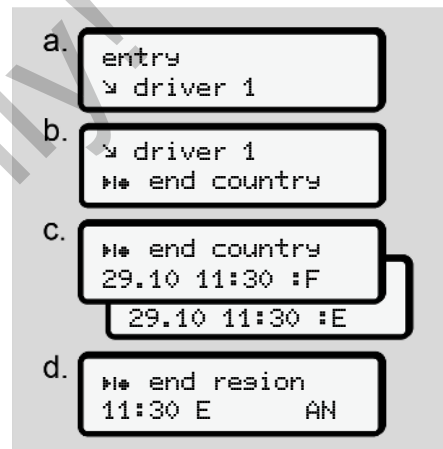 a.
entry
↘ driver 1
b.
↘ driver 1
end country
c.
end country
29.10 11:30 :F
29.10 11:30 :E
d.
end region
11:30 E AN